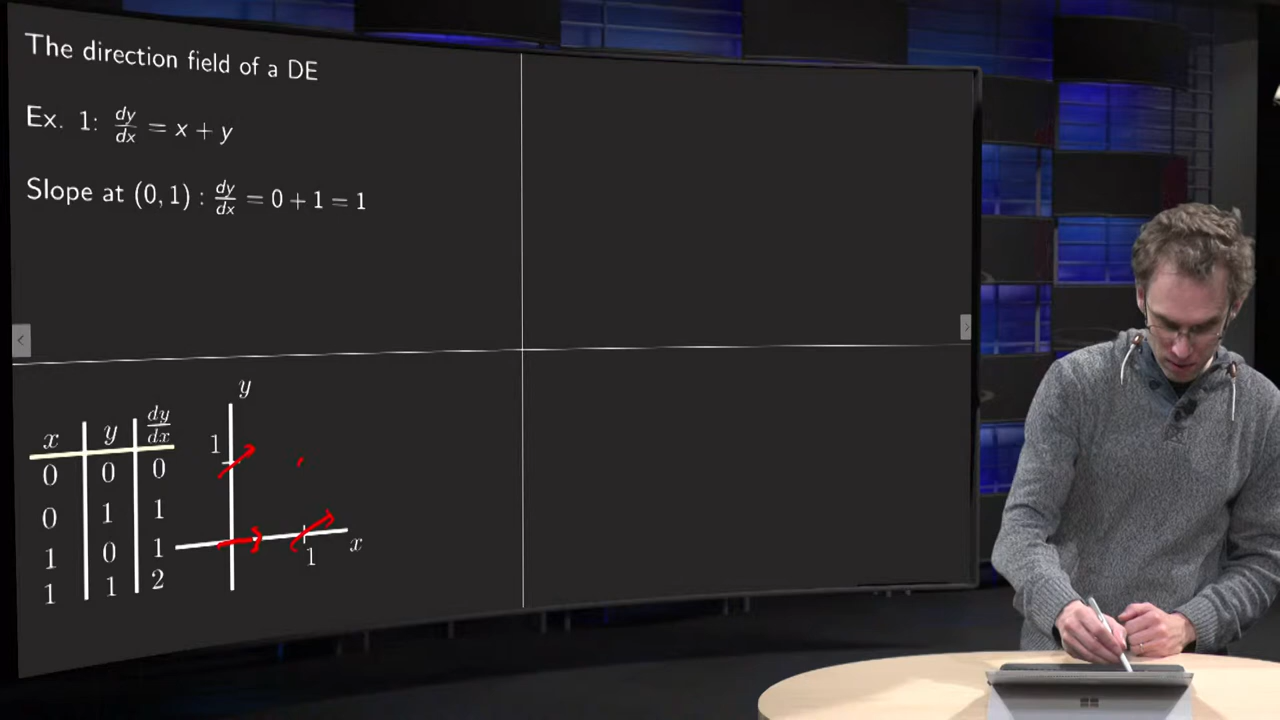 The direction field of a DE
Ex. 1: dy/dx = x + y
Slope at (0, 1) : dy/dx = 0 + 1 = 1
x y dy/dx
0 0 0
0 1 1
1 0 1
1 1 2
y
1
1
x